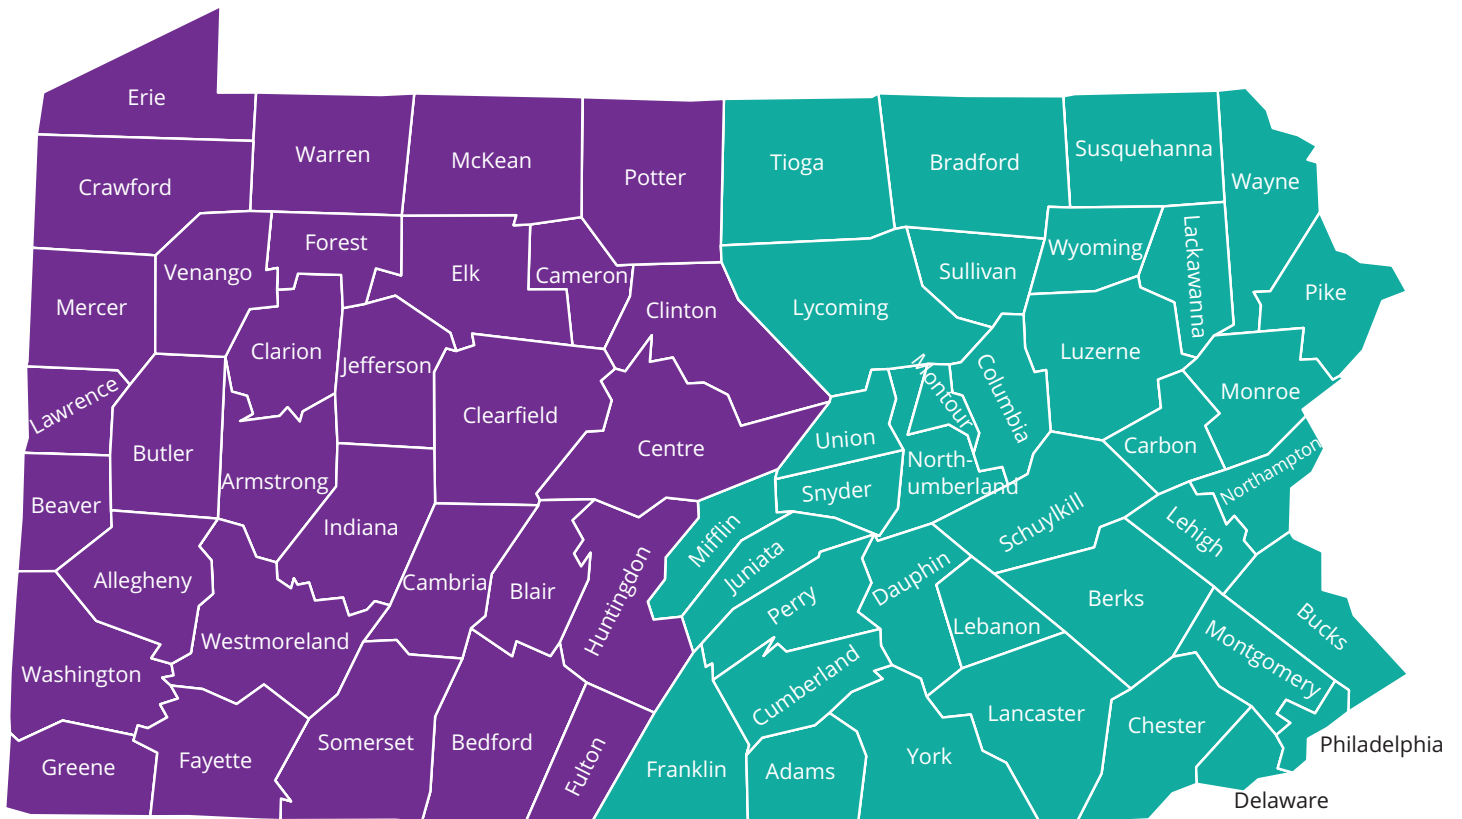 Erie
Warren
McKean
Potter
Tioga
Bradford
Susquehanna
Wayne
Crawford
Forest
Venango
Elk
Cameron
Clinton
Lycoming
Sullivan
Wyoming
Lackawanna
Pike
Mercer
Clarion
Jefferson
Luzerne
Lawrence
Clearfield
Centre
Union
Montour
Columbia
Monroe
Butler
Armstrong
Carbon
North-
umberland
Snyder
Northampton
Beaver
Indiana
Mifflin
Schuylkill
Lehigh
Allegheny
Cambria
Blair
Huntingdon
Juniata
Perry
Dauphin
Berks
Lebanon
Bucks
Westmoreland
Washington
Cumberland
Montgomery
Lancaster
Chester
Somerset
Bedford
Fulton
Philadelphia
Greene
Fayette
Franklin
Adams
York
Delaware